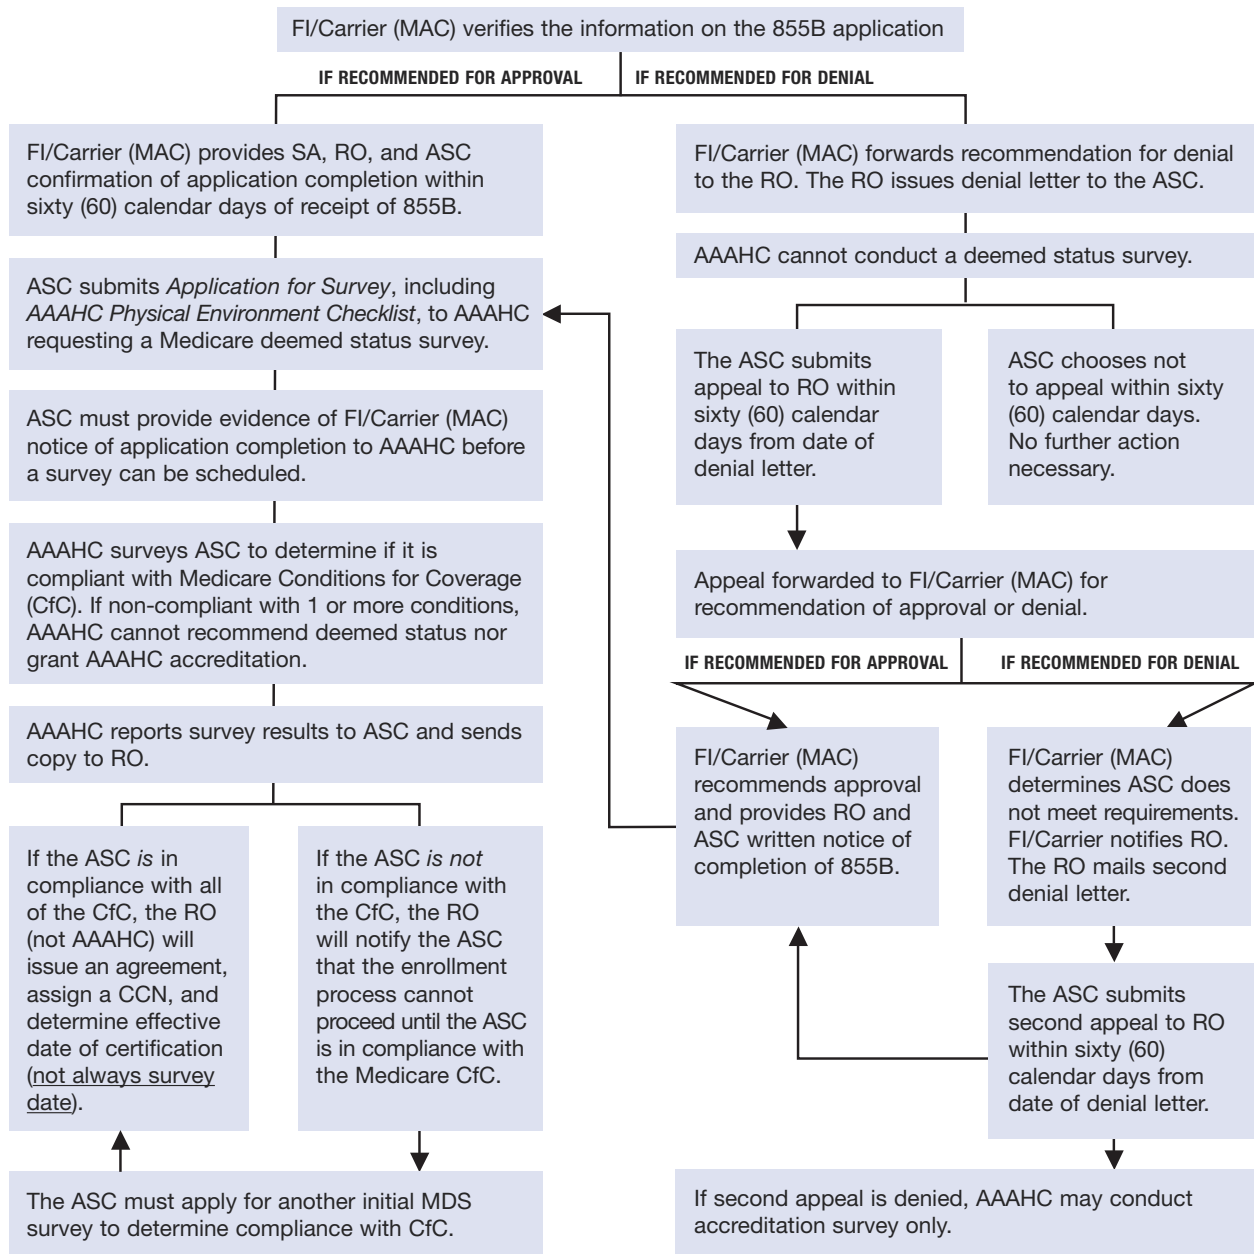 FI/Carrier (MAC) verifies the information on the 855B application
IF RECOMMENDED FOR APPROVAL
IF RECOMMENDED FOR DENIAL
FI/Carrier (MAC) provides SA, RO, and ASC
confirmation of application completion within
sixty (60) calendar days of receipt of 855B.
ASC submits Application for Survey, including
AAAHC Physical Environment Checklist, to AAAHC
requesting a Medicare deemed status survey.
ASC must provide evidence of FI/Carrier (MAC)
notice of application completion to AAAHC before
a survey can be scheduled.
AAAHC surveys ASC to determine if it is
compliant with Medicare Conditions for Coverage
(CfC). If non-compliant with 1 or more conditions,
AAAHC cannot recommend deemed status nor
grant AAAHC accreditation.
AAAHC reports survey results to ASC and sends
copy to RO.
If the ASC is in
compliance with all
of the CfC, the RO
(not AAAHC) will
issue an agreement,
assign a CCN, and
determine effective
date of certification
(not always survey
date).
If the ASC is not
in compliance with
the CfC, the RO
will notify the ASC
that the enrollment
process cannot
proceed until the ASC
is in compliance with
the Medicare CfC.
The ASC must apply for another initial MDS
survey to determine compliance with CfC.
FI/Carrier (MAC) forwards recommendation for denial
to the RO. The RO issues denial letter to the ASC.
AAAHC cannot conduct a deemed status survey.
The ASC submits
appeal to RO within
sixty (60) calendar
days from date of
denial letter.
ASC chooses not
to appeal within sixty
(60) calendar days.
No further action
necessary.
Appeal forwarded to FI/Carrier (MAC) for
recommendation of approval or denial.
IF RECOMMENDED FOR APPROVAL
IF RECOMMENDED FOR DENIAL
FI/Carrier (MAC)
recommends approval
and provides RO and
ASC written notice of
completion of 855B.
FI/Carrier (MAC)
determines ASC does
not meet requirements.
FI/Carrier notifies RO.
The RO mails second
denial letter.
The ASC submits
second appeal to RO
within sixty (60)
calendar days from
date of denial letter.
If second appeal is denied, AAAHC may conduct
accreditation survey only.